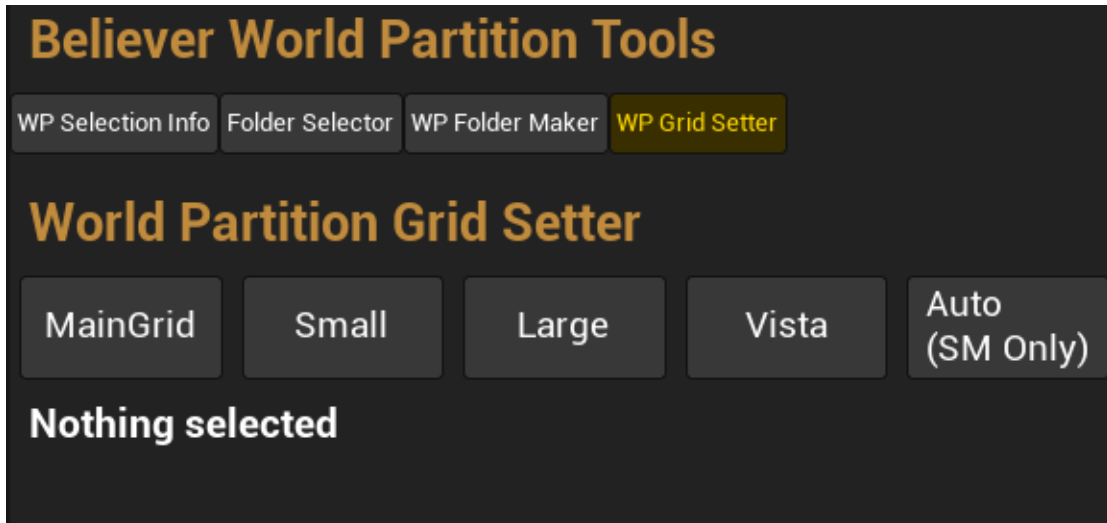 Believer World Partition Tools
WP Selection Info Folder Selector WP Folder Maker WP Grid Setter
World Partition Grid Setter
MainGrid Small Large Vista Auto
(SM Only)
Nothing selected